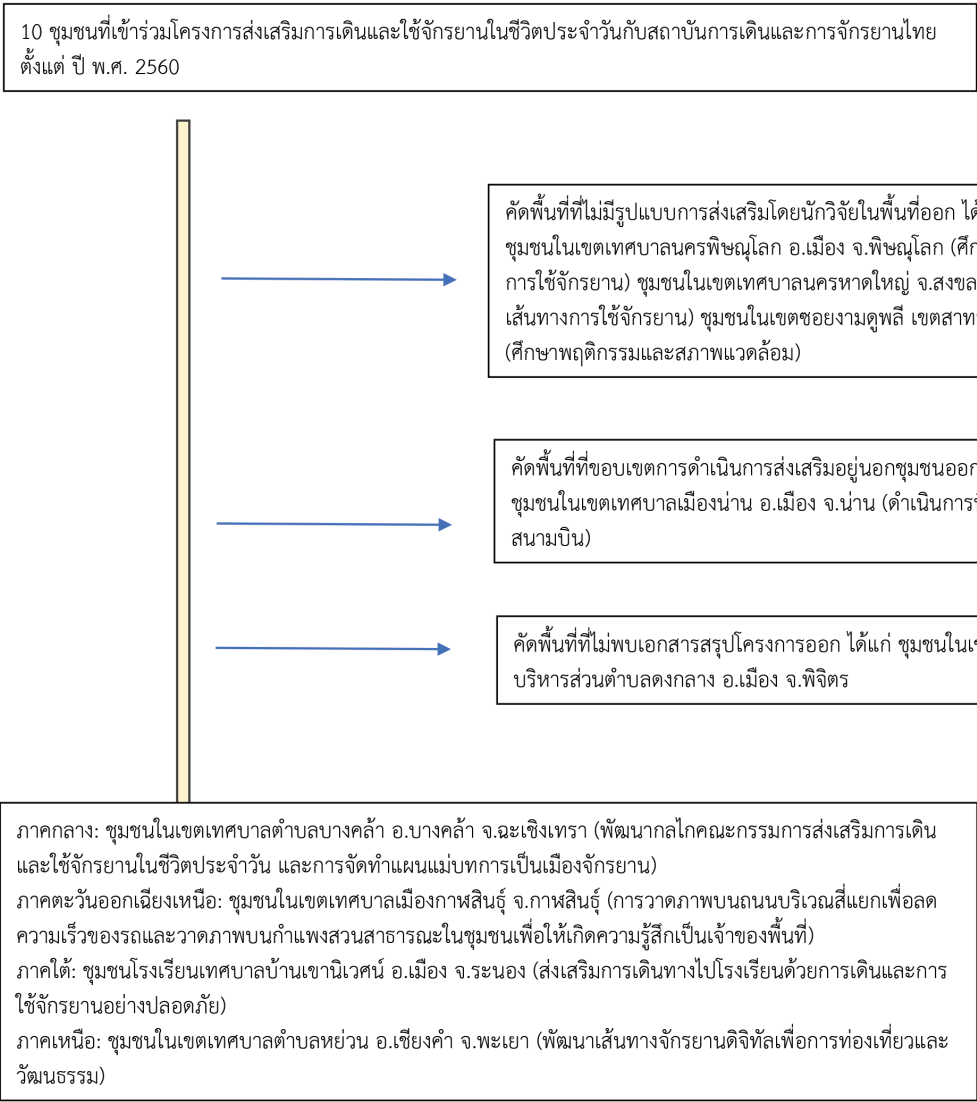 10 ชุมชนที่เข้าร่วมโครงการส่งเสริมการเดินและใช้จักรยานในชีวิตประจำวันกับสถาบันการเดินและการจักรยานไทย
ตั้งแต่ ปี พ.ศ. 2560
คัดพื้นที่ที่ไม่มีรูปแบบการส่งเสริมโดยนักวิจัยในพื้นที่ออก
ชุมชนในเขตเทศบาลนครพิษณุโลก อ.เมือง จ.พิษณุโลก
การใช้จักรยาน) ชุมชนในเขตเทศบาลนครหาดใหญ่ จ.สงขล
เส้นทางการใช้จักรยาน) ชุมชนในเขตซอยงามดูพลี เขตสาท
(ศึกษาพฤติกรรมและสภาพแวดล้อม)
คัดพื้นที่ที่ขอบเขตการดำเนินการส่งเสริมอยู่นอกชุมชนออก
ชุมชนในเขตเทศบาลเมืองน่าน อ.เมือง จ.น่าน (ดำเนินการ
สนามบิน)
คัดพื้นที่ที่ไม่พบเอกสารสรุปโครงการออก ได้แก่ ชุมชนใน
บริหารส่วนตำบลดงกลาง อ.เมือง จ.พิจิตร
ภาคกลาง: ชุมชนในเขตเทศบาลตำบลบางคล้า อ.บางคล้า จ.ฉะเชิงเทรา (พัฒนากลไกคณะกรรมการส่งเสริมการเดิน
และใช้จักรยานในชีวิตประจำวัน และการจัดทำแผนแม่บทการเป็นเมืองจักรยาน)
ภาคตะวันออกเฉียงเหนือ: ชุมชนในเขตเทศบาลเมืองกาฬสินธุ์ จ.กาฬสินธุ์ (การวาดภาพบนถนนบริเวณสี่แยกเพื่อลด
ความเร็วของรถและวาดภาพบนกำแพงสวนสาธารณะในชุมชนเพื่อให้เกิดความรู้สึกเป็นเจ้าของพื้นที่)
ภาคใต้: ชุมชนโรงเรียนเทศบาลบ้านเขานิเวศน์ อ.เมือง จ.ระนอง (ส่งเสริมการเดินทางไปโรงเรียนด้วยการเดินและการ
ใช้จักรยานอย่างปลอดภัย)
ภาคเหนือ: ชุมชนในเขตเทศบาลตำบลหย่วน อ.เชียงคำ จ.พะเยา (พัฒนาเส้นทางจักรยานดิจิทัลเพื่อการท่องเที่ยวและ
วัฒนธรรม)